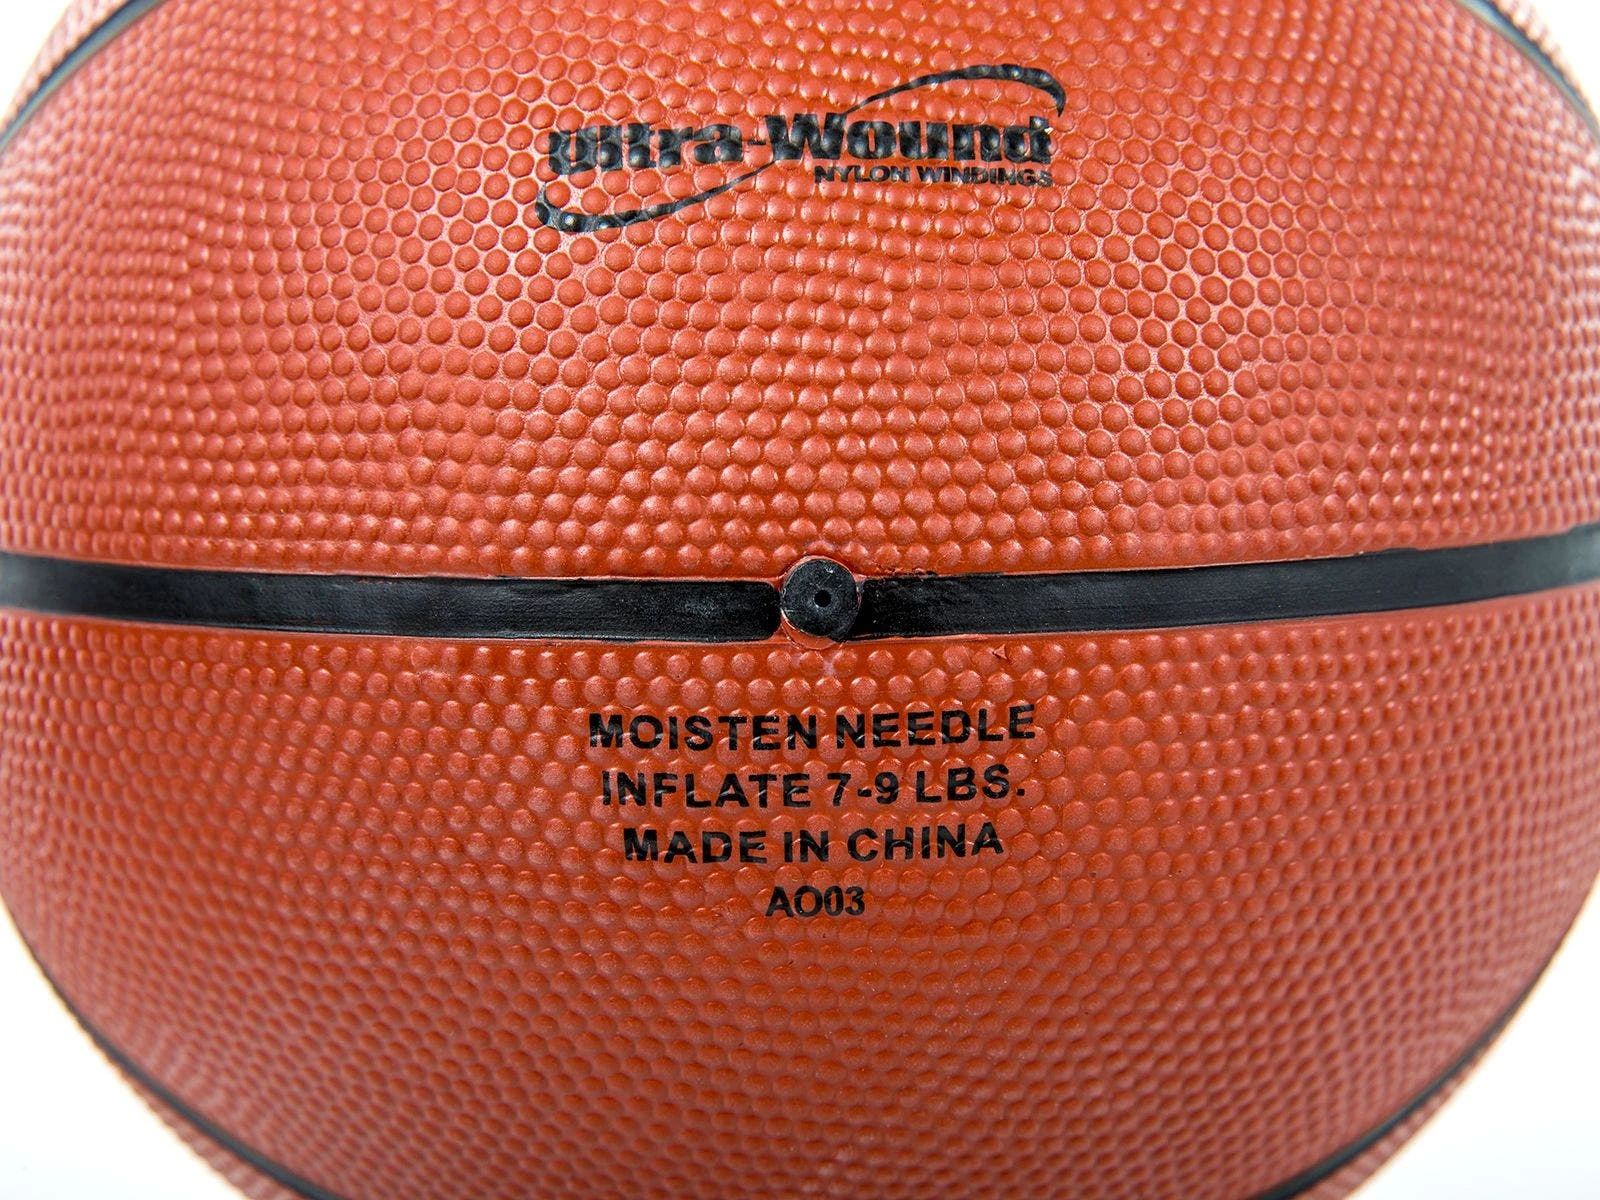 ultra-Wound
NYLON WINDINGS
MOISTEN NEEDLE
INFLATE 7-9 LBS.
MADE IN CHINA
AO03